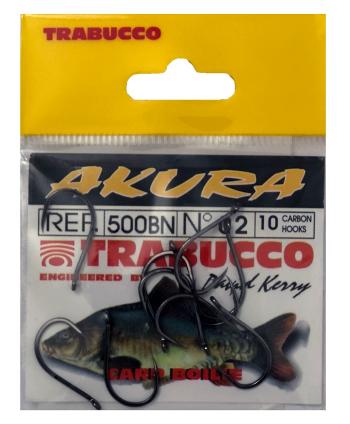 TRABUCCO
AKURA
REF. 500BN N° 02 10 CARBON HOOKS
TRABUCCO
ENGINEERED BY David Kerry
CARP BOILIE